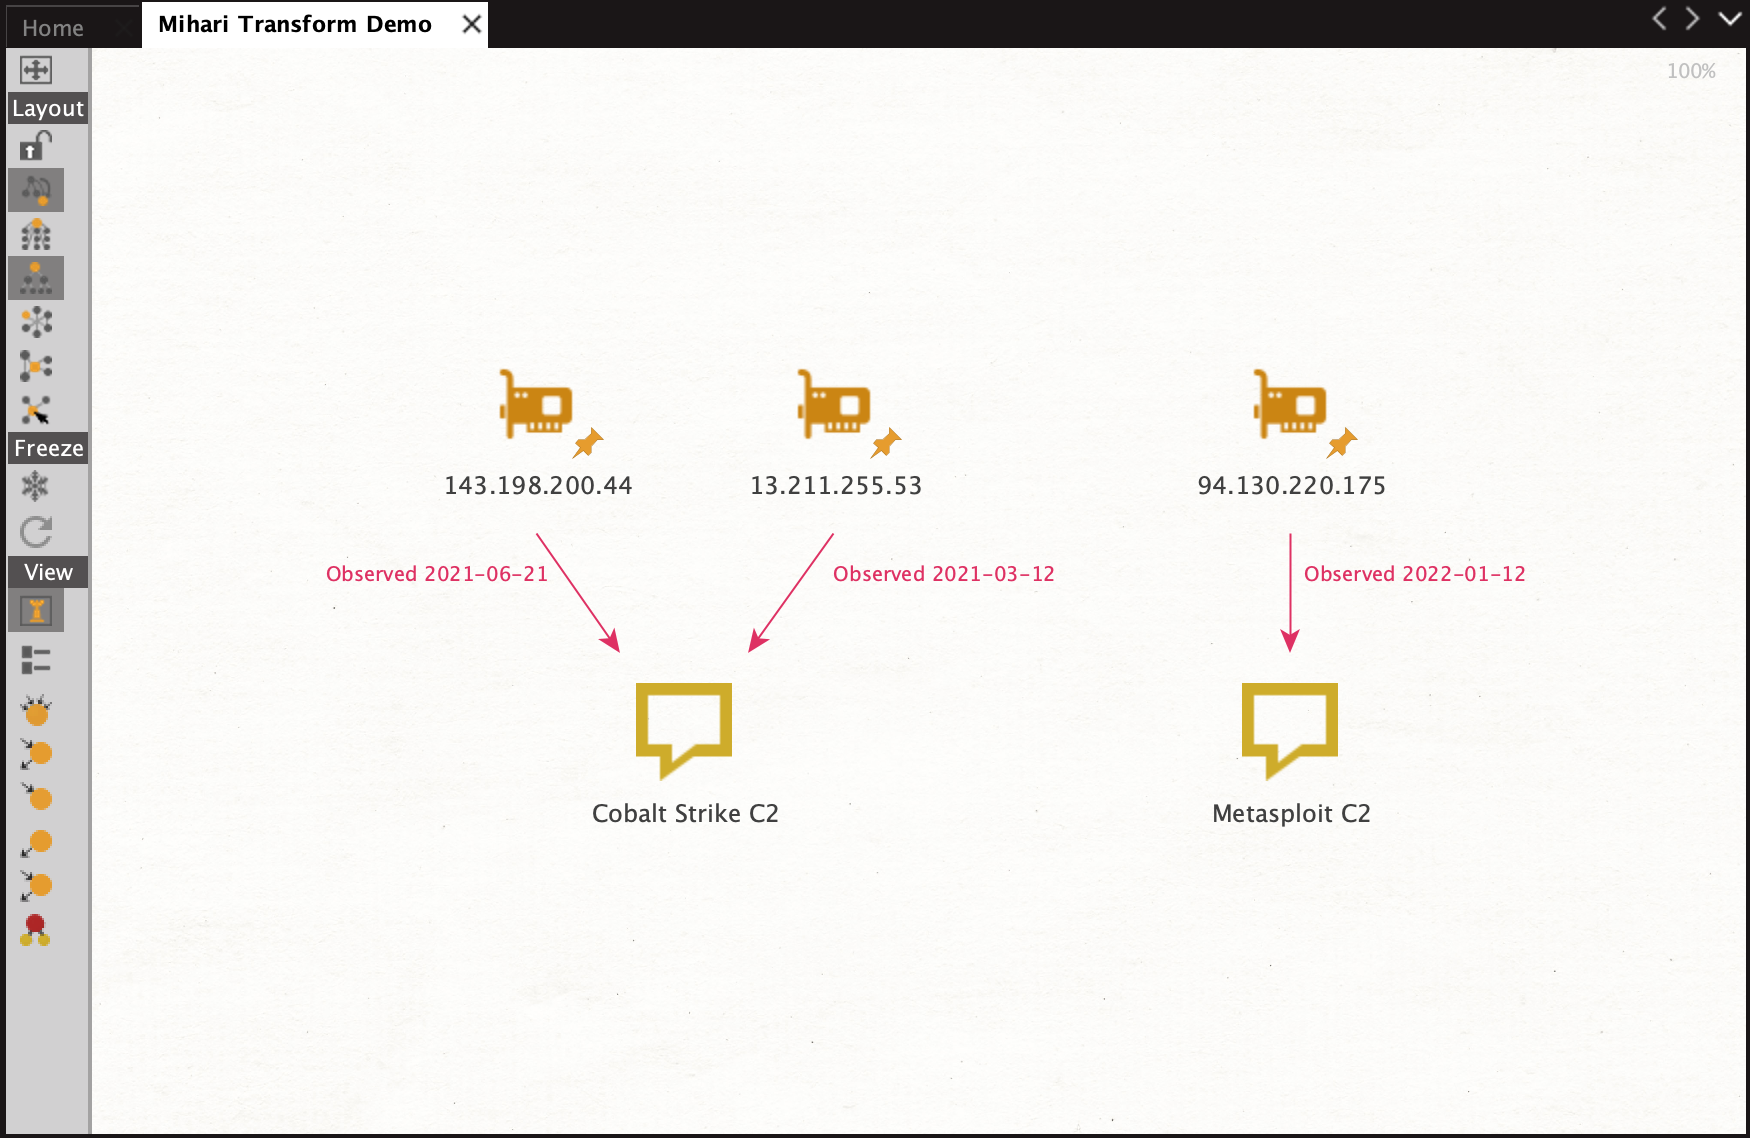 Home
Mihari Transform Demo
100%
Layout
Freeze
View
143.198.200.44
13.211.255.53
94.130.220.175
Observed 2021-06-21
Observed 2021-03-12
Observed 2022-01-12
Cobalt Strike C2
Metasploit C2